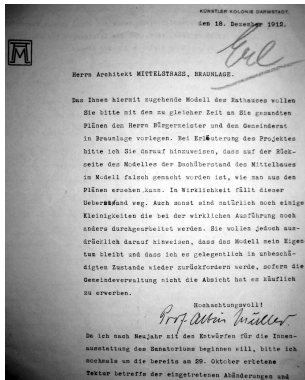 KÜNSTLER KOLONIE DARMSTADT.
den 18. Dezember 1912.
Erl
M
Herrn Architekt MITTELSTRASS, BRAUNLAGE.
Das Ihnen hiermit zugehende Modell des Rathauses wollen
Sie bitte mit den zu gleicher Zeit an Sie gesandten
Plänen dem Herrn Bürgermeister und dem Gemeinderat
in Braunlage vorlegen. Bei Erläuterung des Projektes
bitte ich Sie darauf hinzuweisen, dass auf der Rück-
seite des Modelles der Dachüberstand des Mittelbaues
im Modell falsch gemacht worden ist, wie man aus den
Plänen ersehen kann. In Wirklichkeit fällt dieser
Ueberstand weg. Auch sonst sind natürlich noch einige
Kleinigkeiten die bei der wirklichen Ausführung noch
anders durchgearbeitet werden. Sie wollen jedoch aus-
drücklich darauf hinweisen, dass des Modell mein Eigen
tum bleibt und dass ich es gelegentlich in unbeschä-
digten Zustande wieder zurückfordern werde, sofern die
Gemeindeverwaltung nicht die Absicht hat es käuflich
zu erwerben.
Hochachtungsvoll!
Prof Albin Müller
Da ich nach Neujahr mit den Entwürfen für die Innen-
ausstattung des Sanatoriums beginnen will, bitte ich
nochmals um die bereits am 29. Oktober erbetene
Tektur betreffs der eingetretenen Abänderungen und